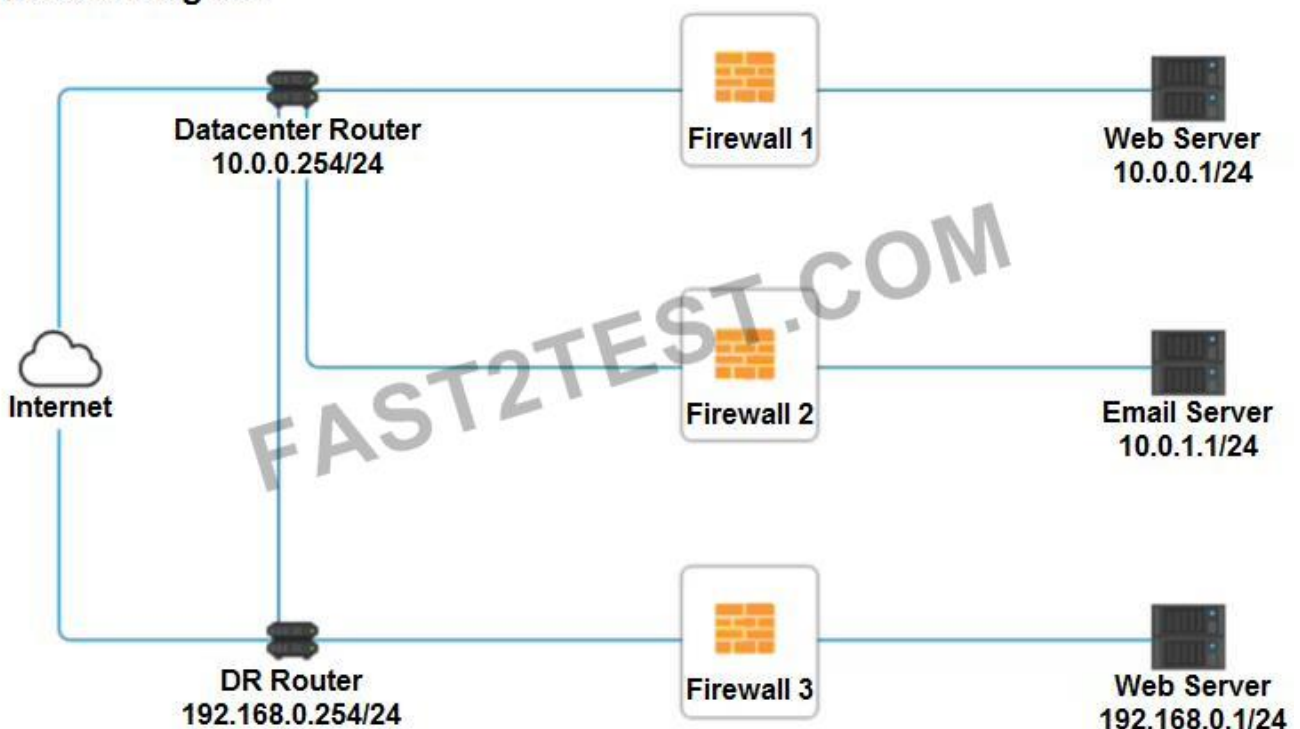 Datacenter Router
10.0.0.254/24
Firewall 1
Web Server
10.0.0.1/24
FAST2TEST.COM
Internet
Firewall 2
Email Server
10.0.1.1/24
DR Router
192.168.0.254/24
Firewall 3
Web Server
192.168.0.1/24